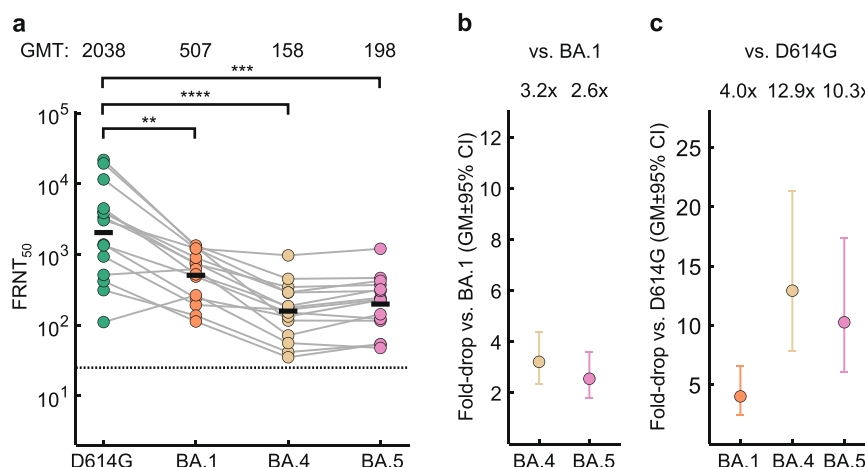 a
GMT: 2038 507 158 198
***
****
**
10^5
10^4
10^3
10^2
10^1
FRNT50
D614G BA.1 BA.4 BA.5
b
vs. BA.1
3.2x 2.6x
12
10
8
6
4
2
Fold-drop vs. BA.1 (GM±95% CI)
BA.4 BA.5
c
vs. D614G
4.0x 12.9x 10.3x
25
20
15
10
5
Fold-drop vs. D614G (GM±95% CI)
BA.1 BA.4 BA.5